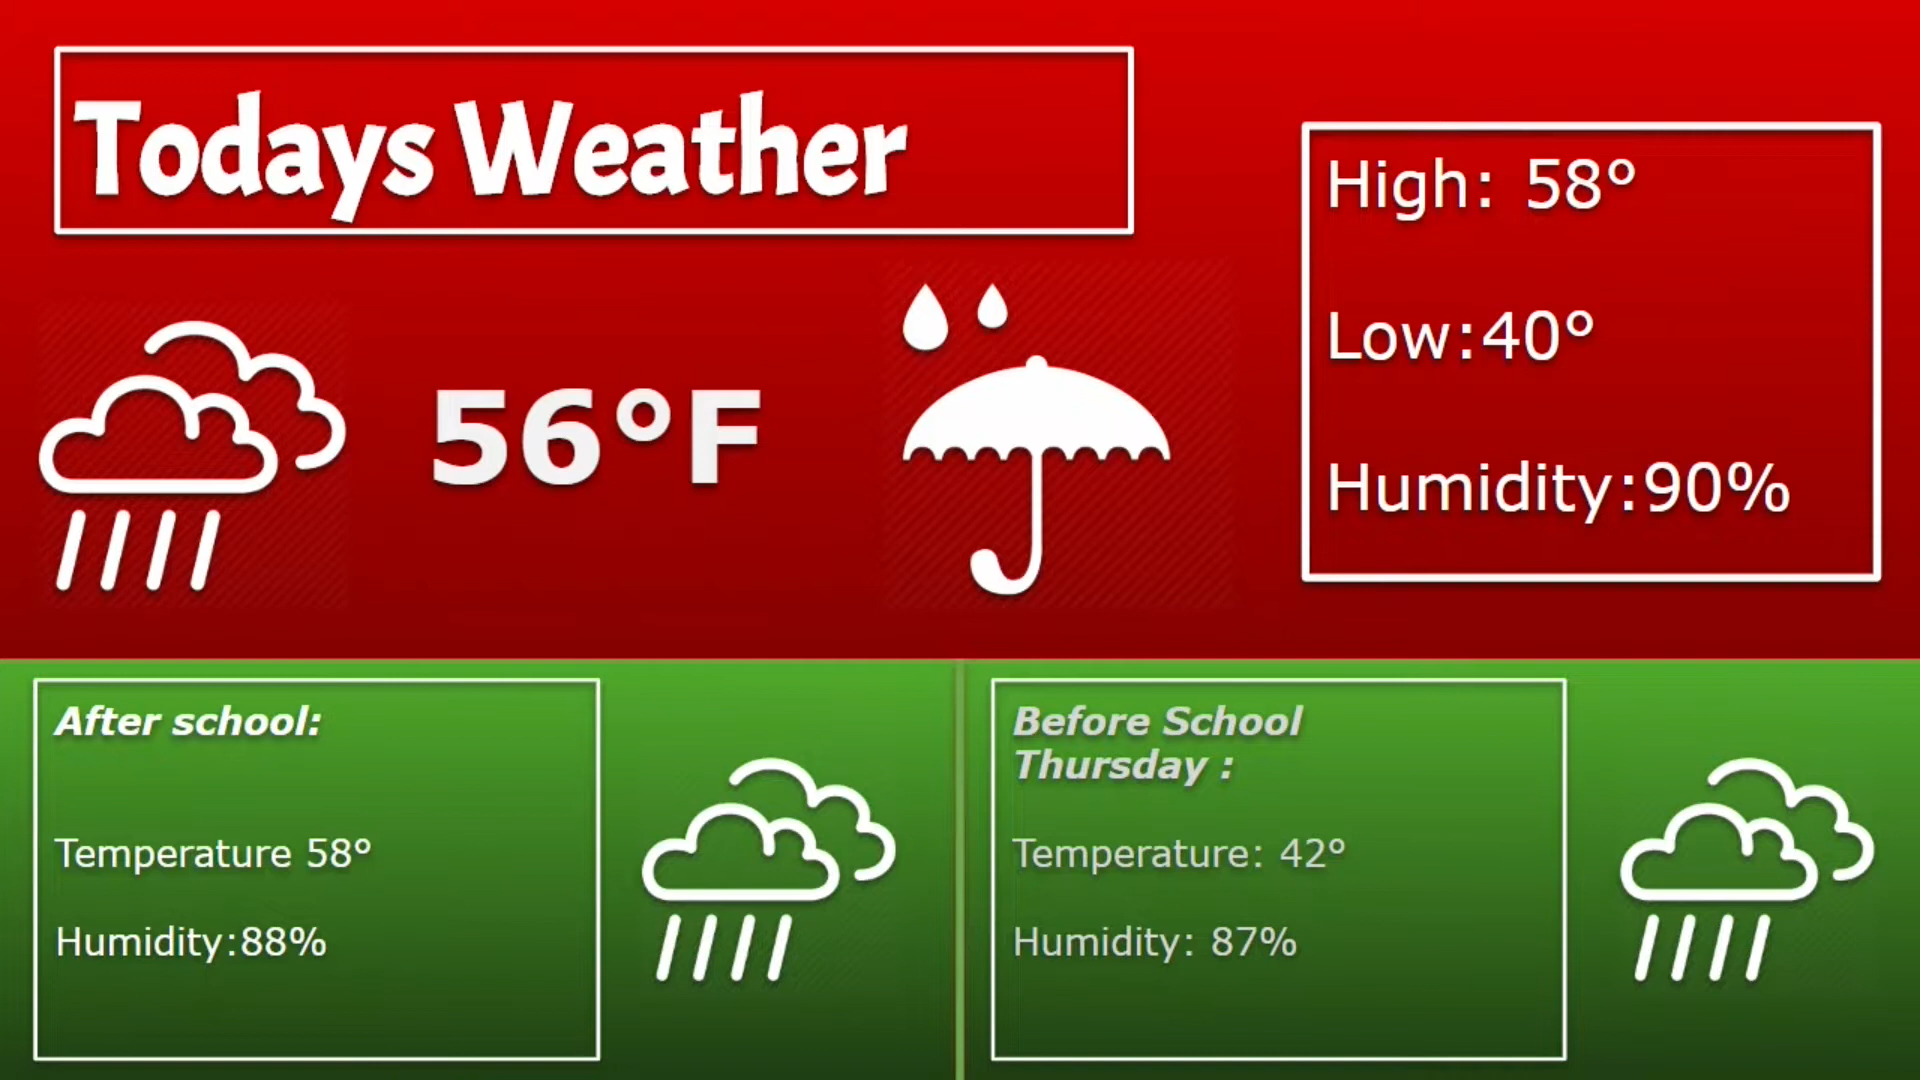 Todays Weather
56°F
High: 58°
Low:40°
Humidity:90%
After school:
Temperature 58°
Humidity:88%
Before School
Thursday :
Temperature: 42°
Humidity: 87%